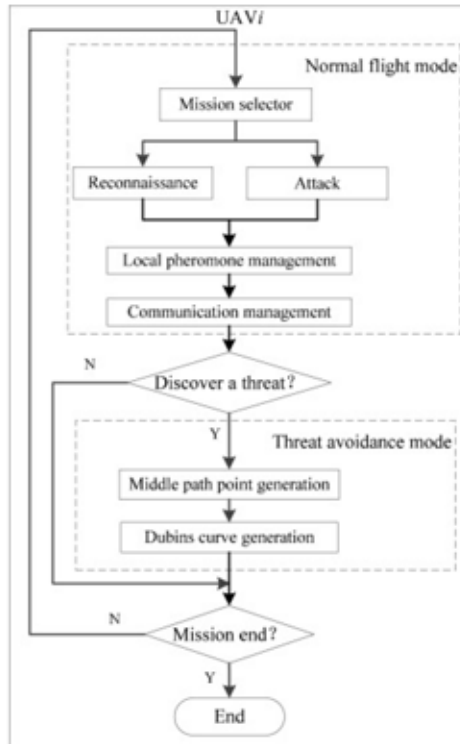 UAVi
Normal flight mode
Mission selector
Reconnaissance
Attack
Local pheromone management
Communication management
N
Discover a threat?
Y
Threat avoidance mode
Middle path point generation
Dubins curve generation
N
Mission end?
Y
End